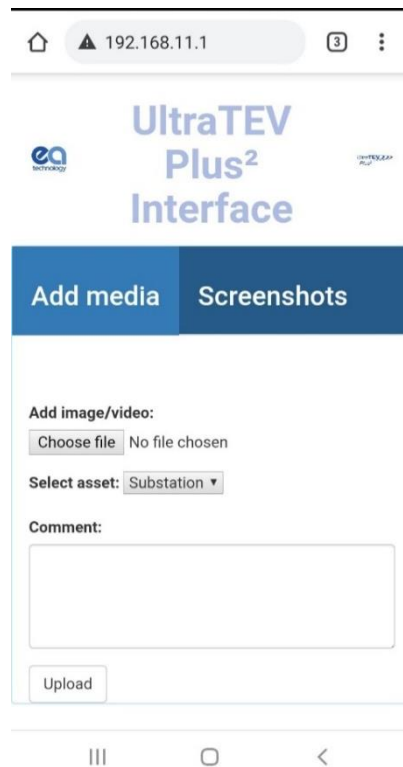 192.168.11.1
3
UltraTEV
Plus²
Interface
ea
technology
Add media
Screenshots
Add image/video:
Choose file No file chosen
Select asset: Substation
Comment:
Upload